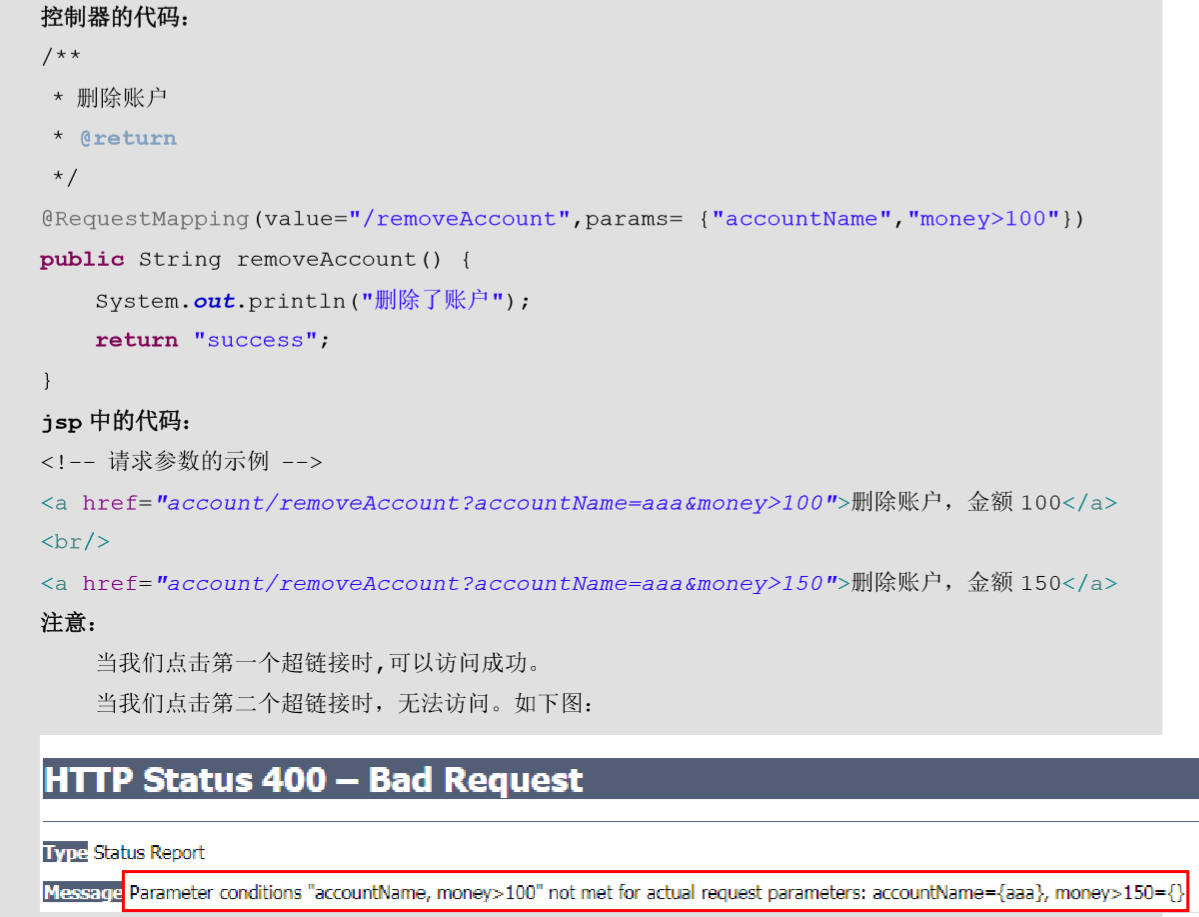 控制器的代码：
/**
* 删除账户
* @return
*/
@RequestMapping(value="/removeAccount",params= {"accountName","money>100"})
public String removeAccount() {
System.out.println("删除了账户");
return "success";
}
jsp 中的代码：
<!-- 请求参数的示例 -->
<a href="account/removeAccount?accountName=aaa&money>100">删除账户，金额 100</a>
<br/>
<a href="account/removeAccount?accountName=aaa&money>150">删除账户，金额 150</a>
注意：
当我们点击第一个超链接时,可以访问成功。
当我们点击第二个超链接时，无法访问。如下图：
HTTP Status 400 – Bad Request
Type Status Report
Message Parameter conditions "accountName, money>100" not met for actual request parameters: accountName={aaa}, money>150={}